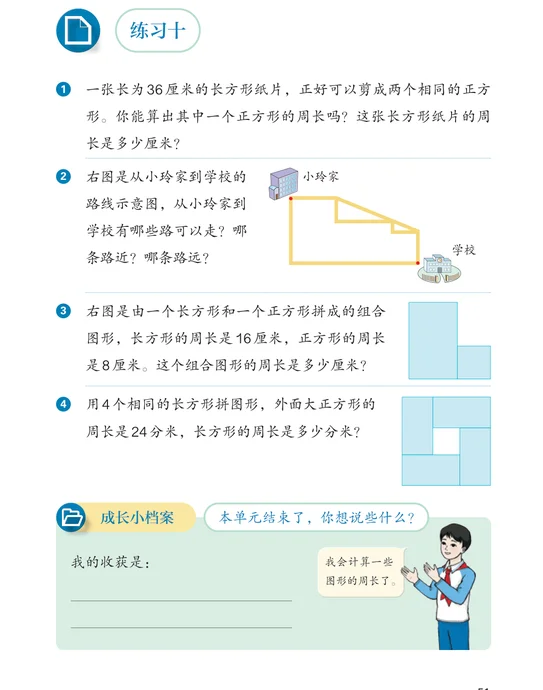 练习十
1 一张长为36厘米的长方形纸片，正好可以剪成两个相同的正方
形。你能算出其中一个正方形的周长吗？这张长方形纸片的周
长是多少厘米？
2 右图是从小玲家到学校的
路线示意图，从小玲家到
学校有哪些路可以走？哪
条路近？哪条路远？
小玲家
学校
3 右图是由一个长方形和一个正方形拼成的组合
图形，长方形的周长是16厘米，正方形的周长
是8厘米。这个组合图形的周长是多少厘米？
4 用4个相同的长方形拼图形，外面大正方形的
周长是24分米，长方形的周长是多少分米？
成长小档案
本单元结束了，你想说些什么？
我的收获是：
我会计算一些
图形的周长了。